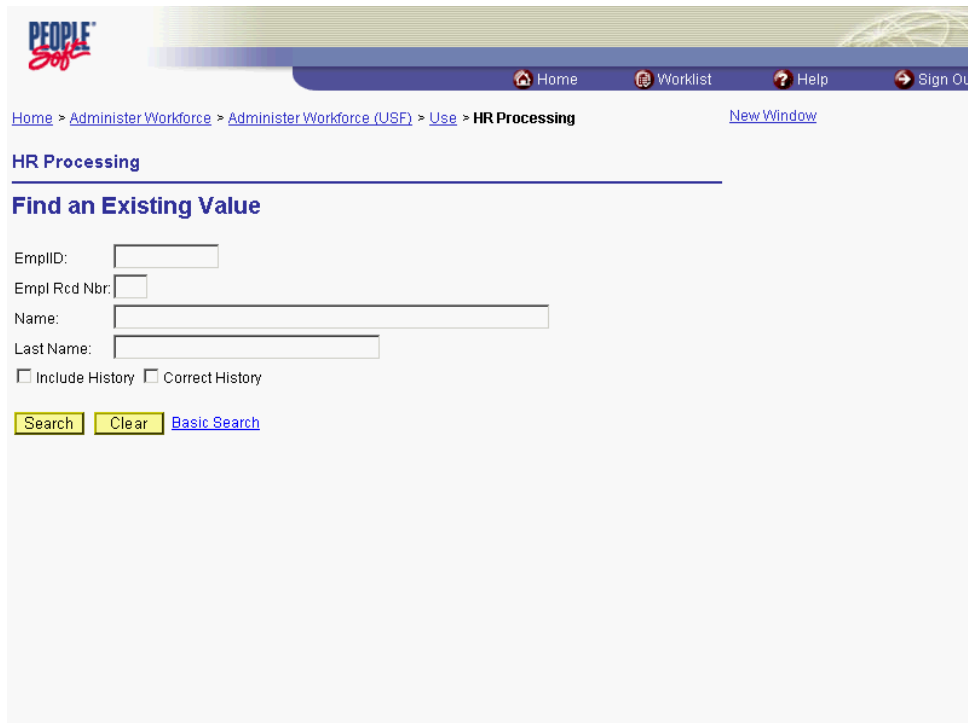 PEOPLE
Soft
Home Worklist Help Sign Ou
Home > Administer Workforce > Administer Workforce (USF) > Use > HR Processing New Window
HR Processing
Find an Existing Value
EmplID:
Empl Rcd Nbr:
Name:
Last Name:
Include History Correct History
Search Clear Basic Search